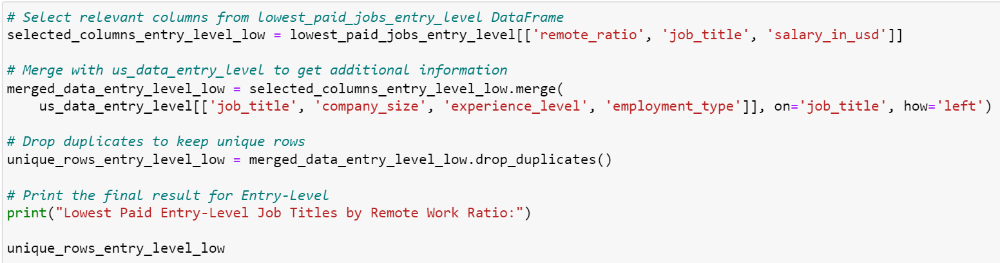 # Select relevant columns from lowest_paid_jobs_entry_level DataFrame
selected_columns_entry_level_low = lowest_paid_jobs_entry_level[['remote_ratio', 'job_title', 'salary_in_usd']]
# Merge with us_data_entry_level to get additional information
merged_data_entry_level_low = selected_columns_entry_level_low.merge(
    us_data_entry_level[['job_title', 'company_size', 'experience_level', 'employment_type']], on='job_title', how='left')
# Drop duplicates to keep unique rows
unique_rows_entry_level_low = merged_data_entry_level_low.drop_duplicates()
# Print the final result for Entry-Level
print("Lowest Paid Entry-Level Job Titles by Remote Work Ratio:")
unique_rows_entry_level_low